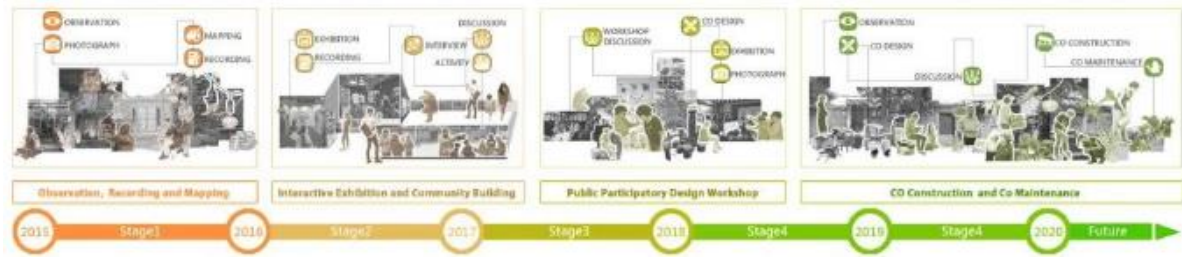 OBSERVATION
PHOTOGRAPH
MAPPING
RECORDING
EXHIBITION
RECORDING
DISCUSSION
INTERVIEW
ACTIVITY
WORKSHOP
DISCUSSION
CO DESIGN
EXHIBITION
PHOTOGRAPH
OBSERVATION
CO DESIGN
DISCUSSION
CO CONSTRUCTION
CO MAINTENANCE
Observation, Recording and Mapping
Interactive Exhibition and Community Building
Public Participatory Design Workshop
CO Construction and Co Maintenance
2015 Stage1 2016 Stage2 2017 Stage3 2018 Stage4 2019 Stage4 2020 Future